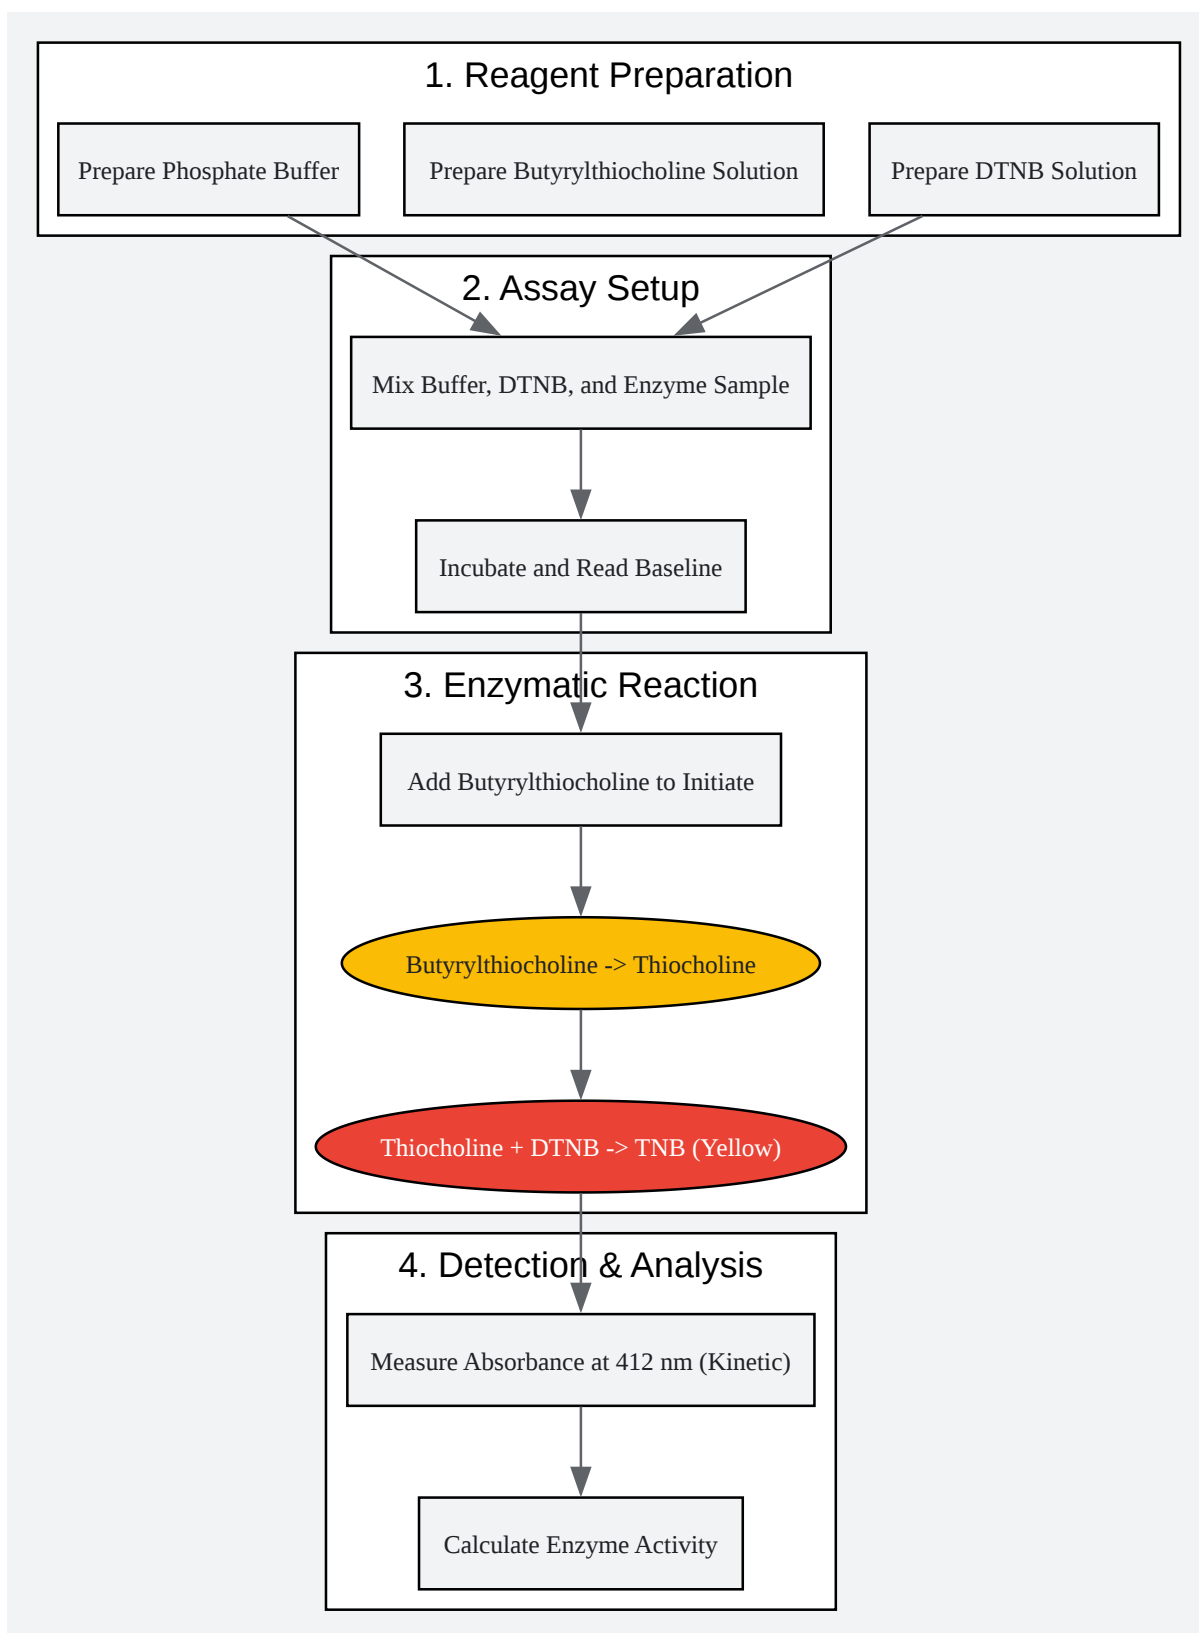 1. Reagent Preparation
Prepare Phosphate Buffer
Prepare Butyrylthiocholine Solution
Prepare DTNB Solution
2. Assay Setup
Mix Buffer, DTNB, and Enzyme Sample
Incubate and Read Baseline
3. Enzymatic Reaction
Add Butyrylthiocholine to Initiate
Butyrylthiocholine -> Thiocholine
Thiocholine + DTNB -> TNB (Yellow)
4. Detection & Analysis
Measure Absorbance at 412 nm (Kinetic)
Calculate Enzyme Activity